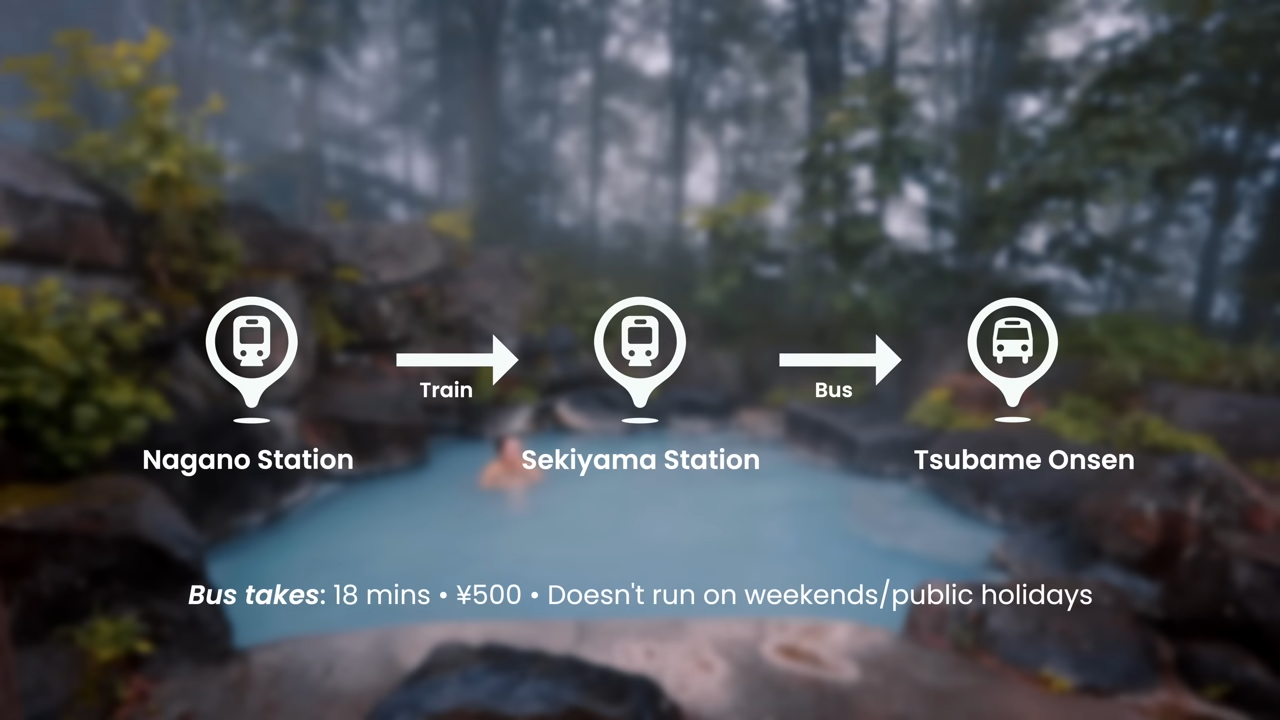 Train
Bus
Nagano Station
Sekiyama Station
Tsubame Onsen
Bus takes: 18 mins • ¥500 • Doesn't run on weekends/public holidays